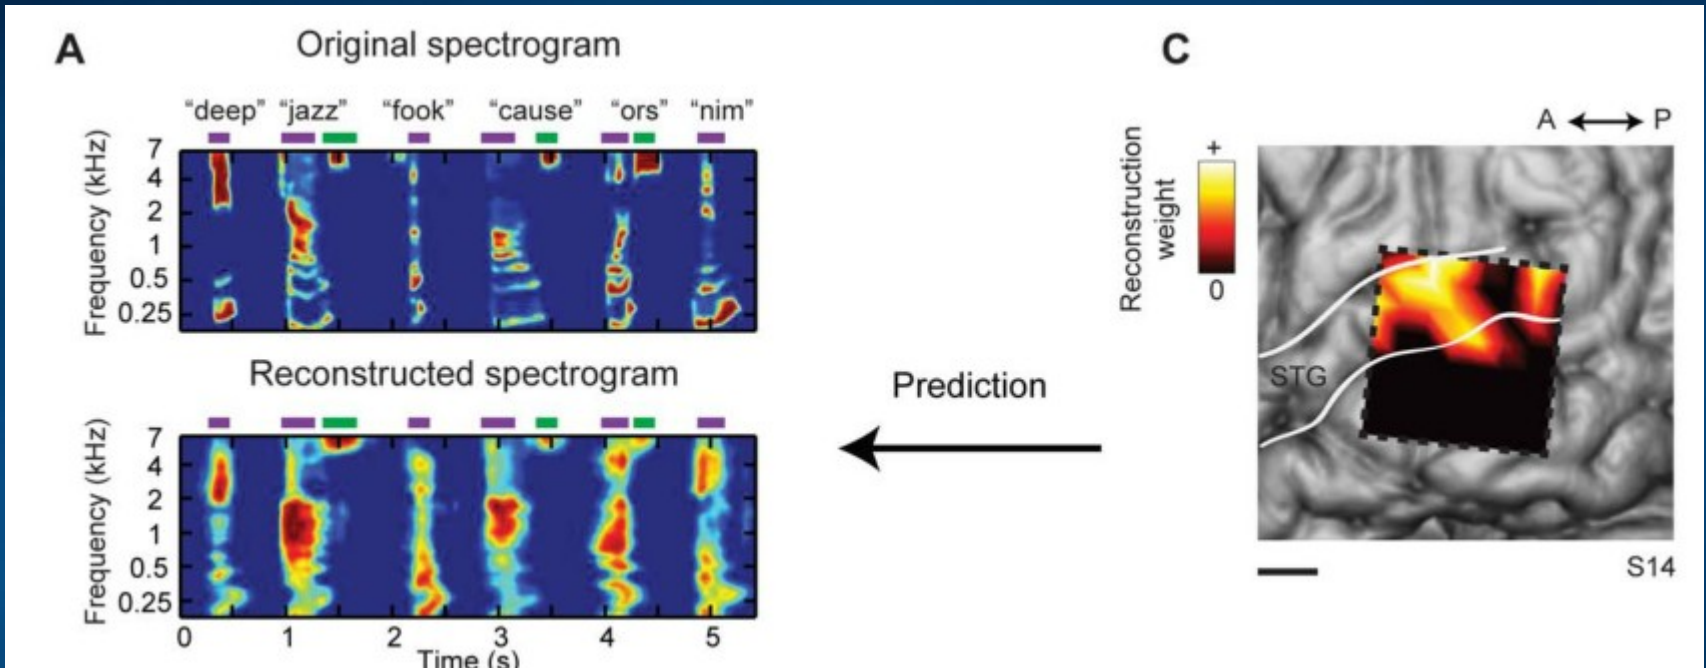 A
Original spectrogram
“deep” “jazz” “fook” “cause” “ors” “nim”
Frequency (kHz)
7
4
2
1
0.5
0.25
Reconstructed spectrogram
Frequency (kHz)
7
4
2
1
0.5
0.25
0 1 2 3 4 5
Time (s)
Prediction
C
A P
Reconstruction
weight
+
0
STG
S14